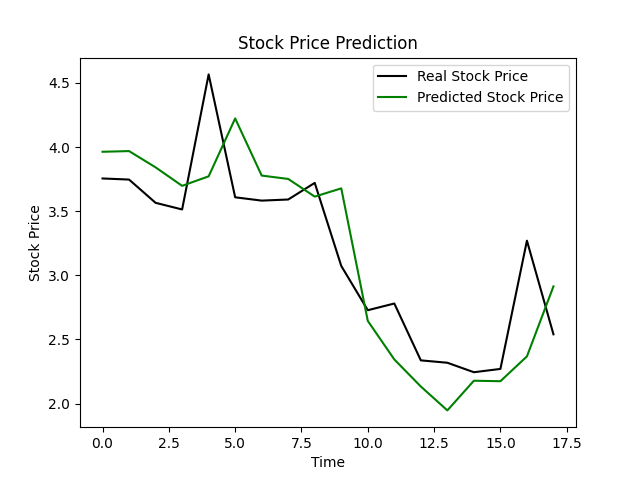 Stock Price Prediction
Real Stock Price
Predicted Stock Price
Stock Price
4.5
4.0
3.5
3.0
2.5
2.0
0.0 2.5 5.0 7.5 10.0 12.5 15.0 17.5
Time